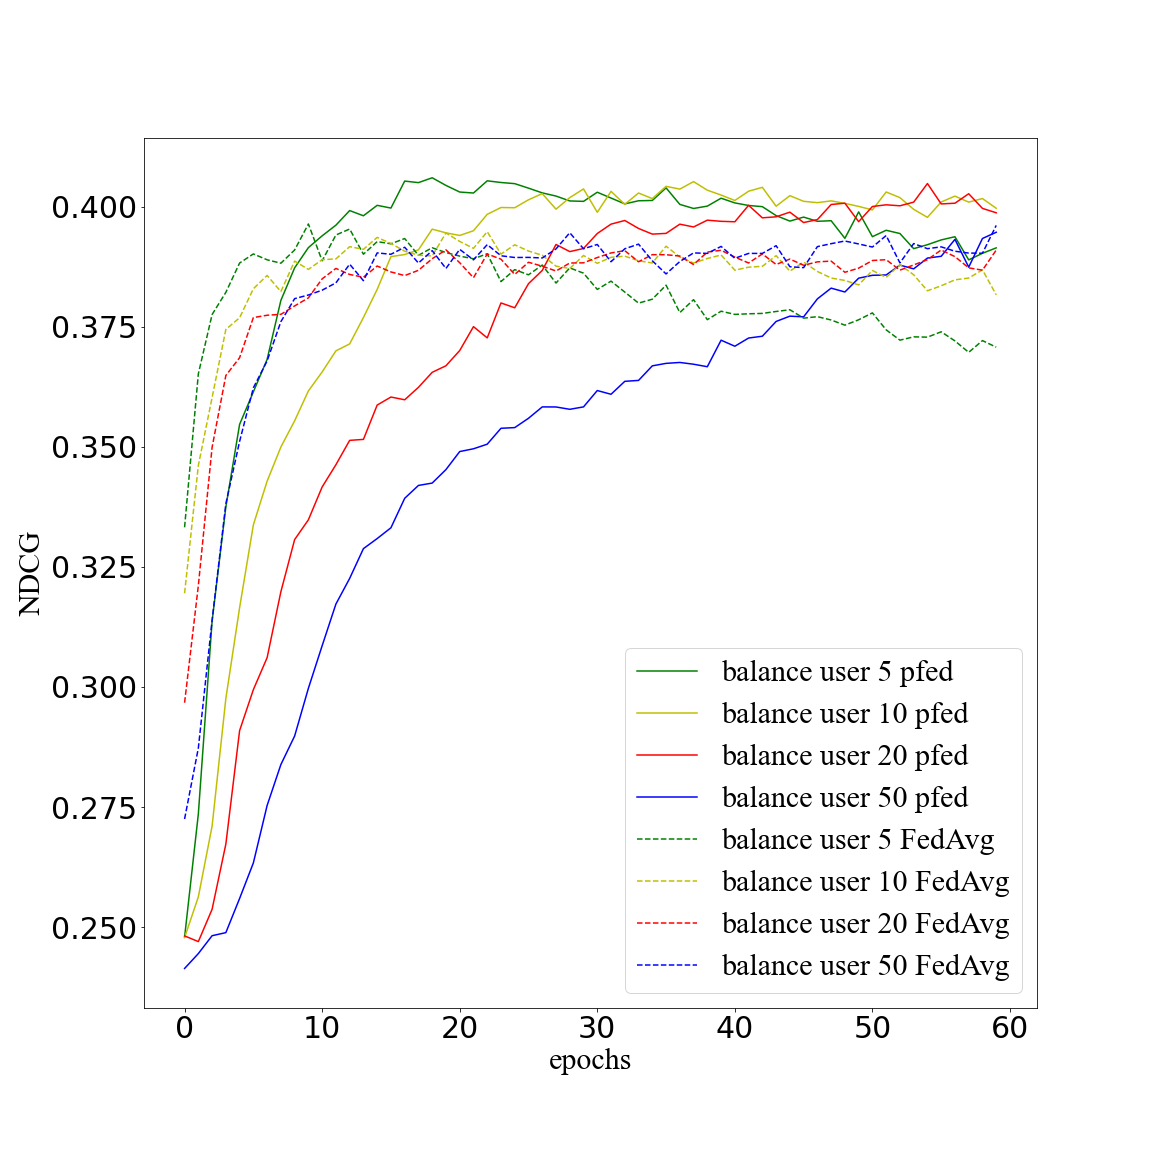 0.400
0.375
0.350
0.325
0.300
0.275
0.250
NDCG
0 10 20 30 40 50 60
epochs
balance user 5 pfed
balance user 10 pfed
balance user 20 pfed
balance user 50 pfed
balance user 5 FedAvg
balance user 10 FedAvg
balance user 20 FedAvg
balance user 50 FedAvg